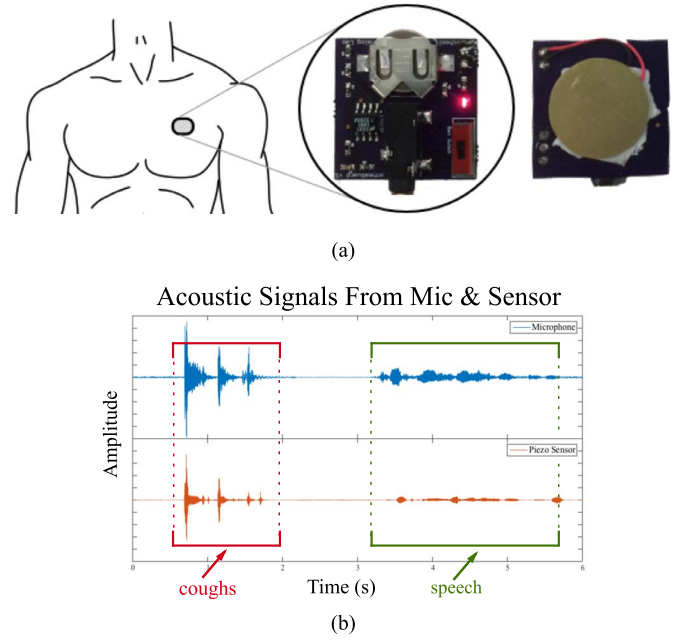 (a)
Acoustic Signals From Mic & Sensor
Microphone
Amplitude
Piezo Sensor
0 1 2 3 4 5 6
coughs
Time (s)
speech
(b)